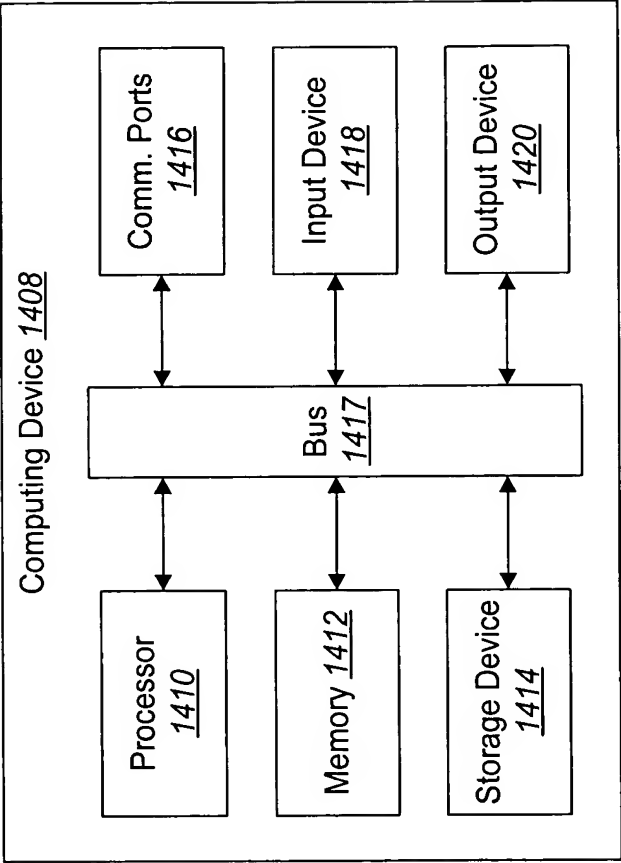 Computing Device 1408
Processor
1410
Memory 1412
Storage Device
1414
Bus
1417
Comm. Ports
1416
Input Device
1418
Output Device
1420